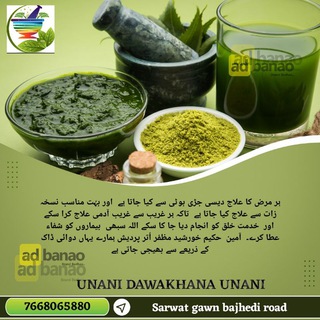 ad banao
ad banao
ہر مرض کا علاج دیسی جڑی بوٹی سے کیا جاتا ہے اور بہت مناسب نسخہ
زات سے علاج کیا جاتا ہے تاکہ ہر غریب سے غریب آدمی علاج کرا سکے
اور خدمت خلق کو انجام دیا جا کا سکے اللہ سبھی بیماروں کو شفاء
عطا کرے۔ آمین حکیم خورشید مظفر اتر پردیش ہمارے یہاں دوائی ڈاک
کے ذریعے سے بھیجی جاتی ہے
ad banao
ad banao
UNANI DAWAKHANA UNANI
7668065880
Sarwat gawn bajhedi road